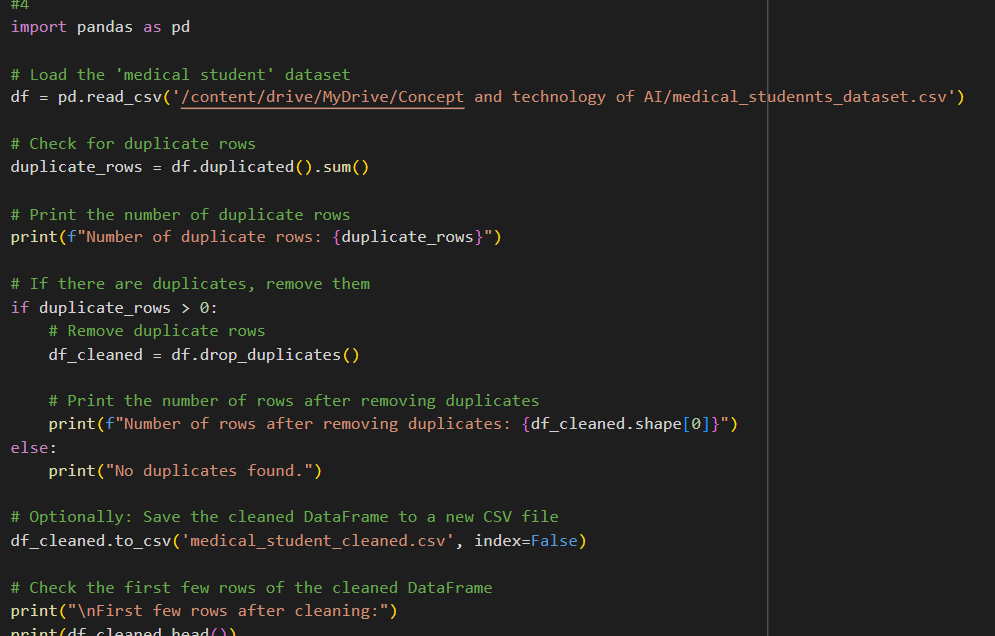 #4
import pandas as pd
# Load the 'medical student' dataset
df = pd.read_csv('/content/drive/MyDrive/Concept and technology of AI/medical_studennts_dataset.csv')
# Check for duplicate rows
duplicate_rows = df.duplicated().sum()
# Print the number of duplicate rows
print(f"Number of duplicate rows: {duplicate_rows}")
# If there are duplicates, remove them
if duplicate_rows > 0:
    # Remove duplicate rows
    df_cleaned = df.drop_duplicates()
    # Print the number of rows after removing duplicates
    print(f"Number of rows after removing duplicates: {df_cleaned.shape[0]}")
else:
    print("No duplicates found.")
# Optionally: Save the cleaned DataFrame to a new CSV file
df_cleaned.to_csv('medical_student_cleaned.csv', index=False)
# Check the first few rows of the cleaned DataFrame
print("\nFirst few rows after cleaning:")
print(df_cleaned.head())